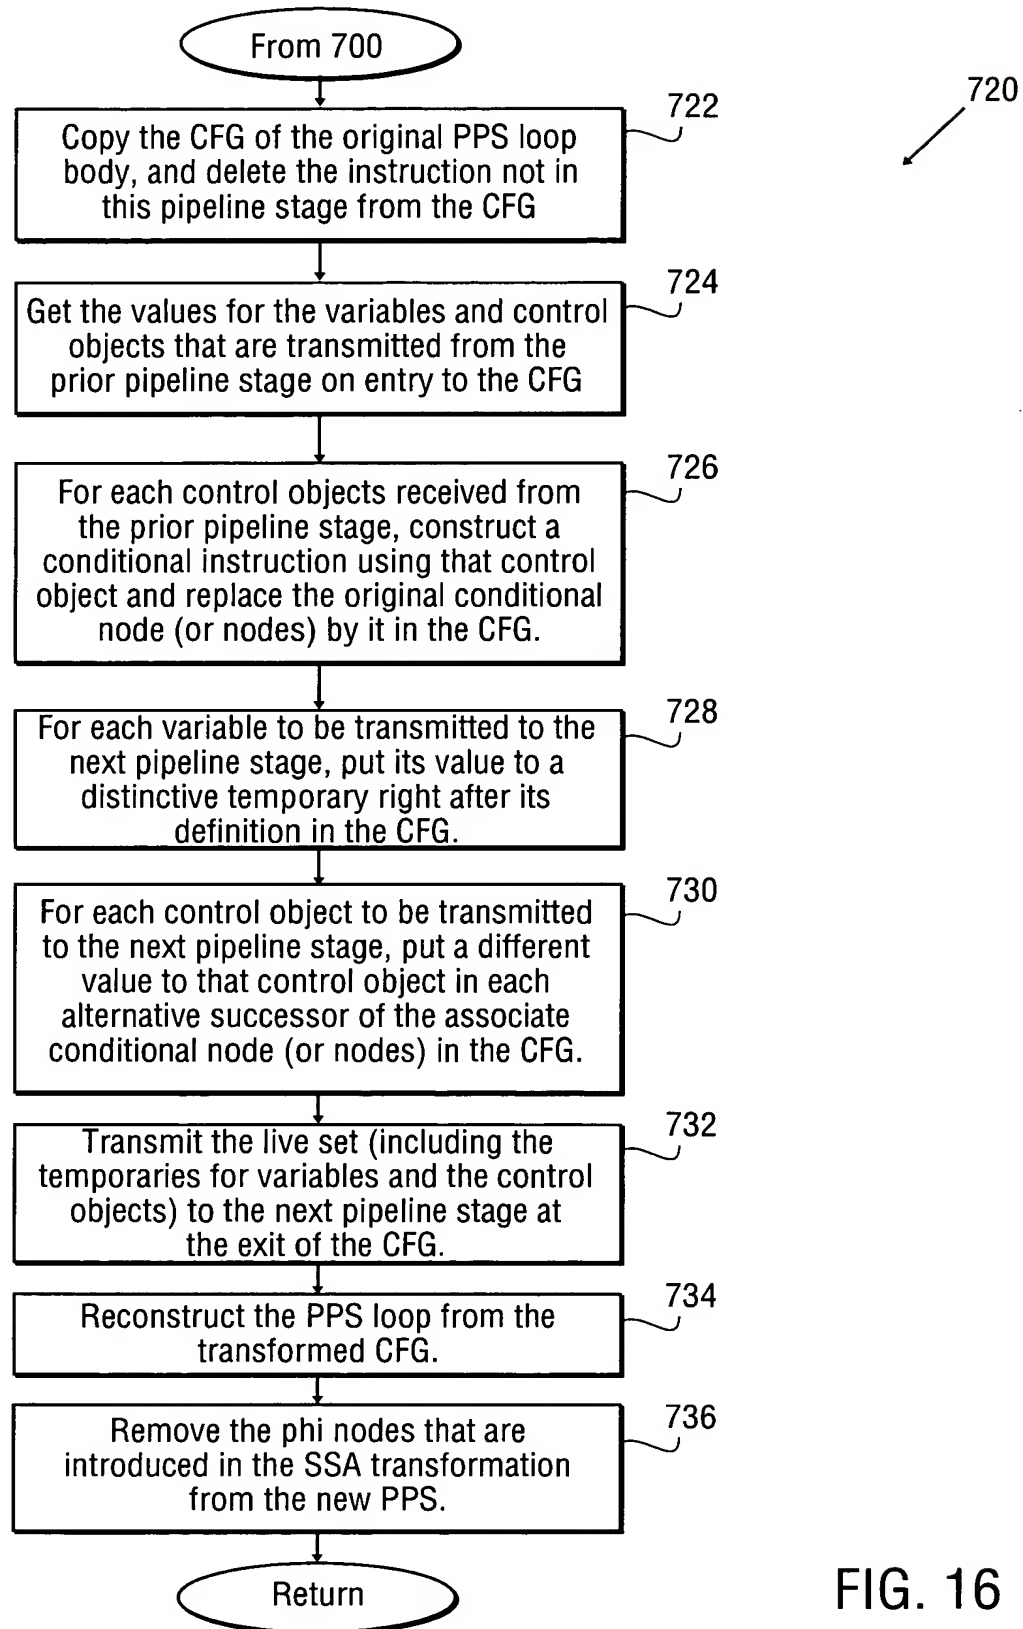 From 700
720
722
Copy the CFG of the original PPS loop
body, and delete the instruction not in
this pipeline stage from the CFG
724
Get the values for the variables and control
objects that are transmitted from the
prior pipeline stage on entry to the CFG
726
For each control objects received from
the prior pipeline stage, construct a
conditional instruction using that control
object and replace the original conditional
node (or nodes) by it in the CFG.
728
For each variable to be transmitted to the
next pipeline stage, put its value to a
distinctive temporary right after its
definition in the CFG.
730
For each control object to be transmitted
to the next pipeline stage, put a different
value to that control object in each
alternative successor of the associate
conditional node (or nodes) in the CFG.
732
Transmit the live set (including the
temporaries for variables and the control
objects) to the next pipeline stage at
the exit of the CFG.
734
Reconstruct the PPS loop from the
transformed CFG.
736
Remove the phi nodes that are
introduced in the SSA transformation
from the new PPS.
Return
FIG. 16